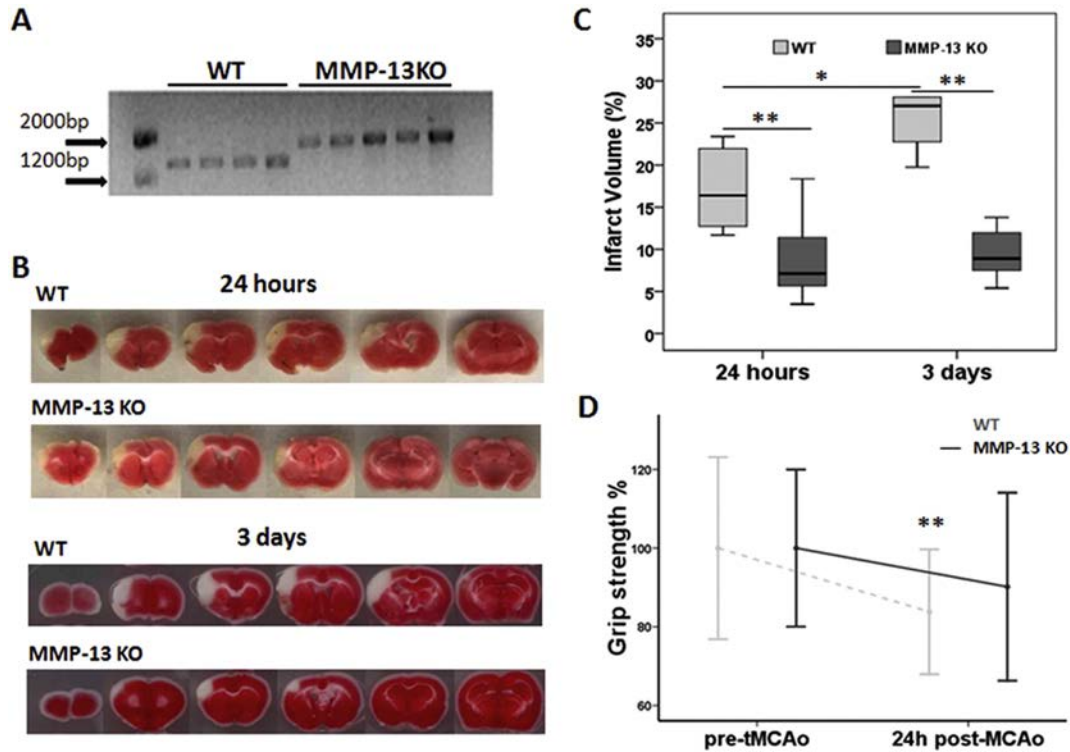 A
WT MMP-13KO
2000bp
1200bp
B
24 hours
WT
MMP-13 KO
3 days
WT
MMP-13 KO
C
Infarct Volume (%)
35
30
25
20
15
10
5
0
WT MMP-13 KO
*
**
**
24 hours 3 days
D
Grip strength %
120
100
80
60
WT
MMP-13 KO
**
pre-tMCAo 24h post-MCAo